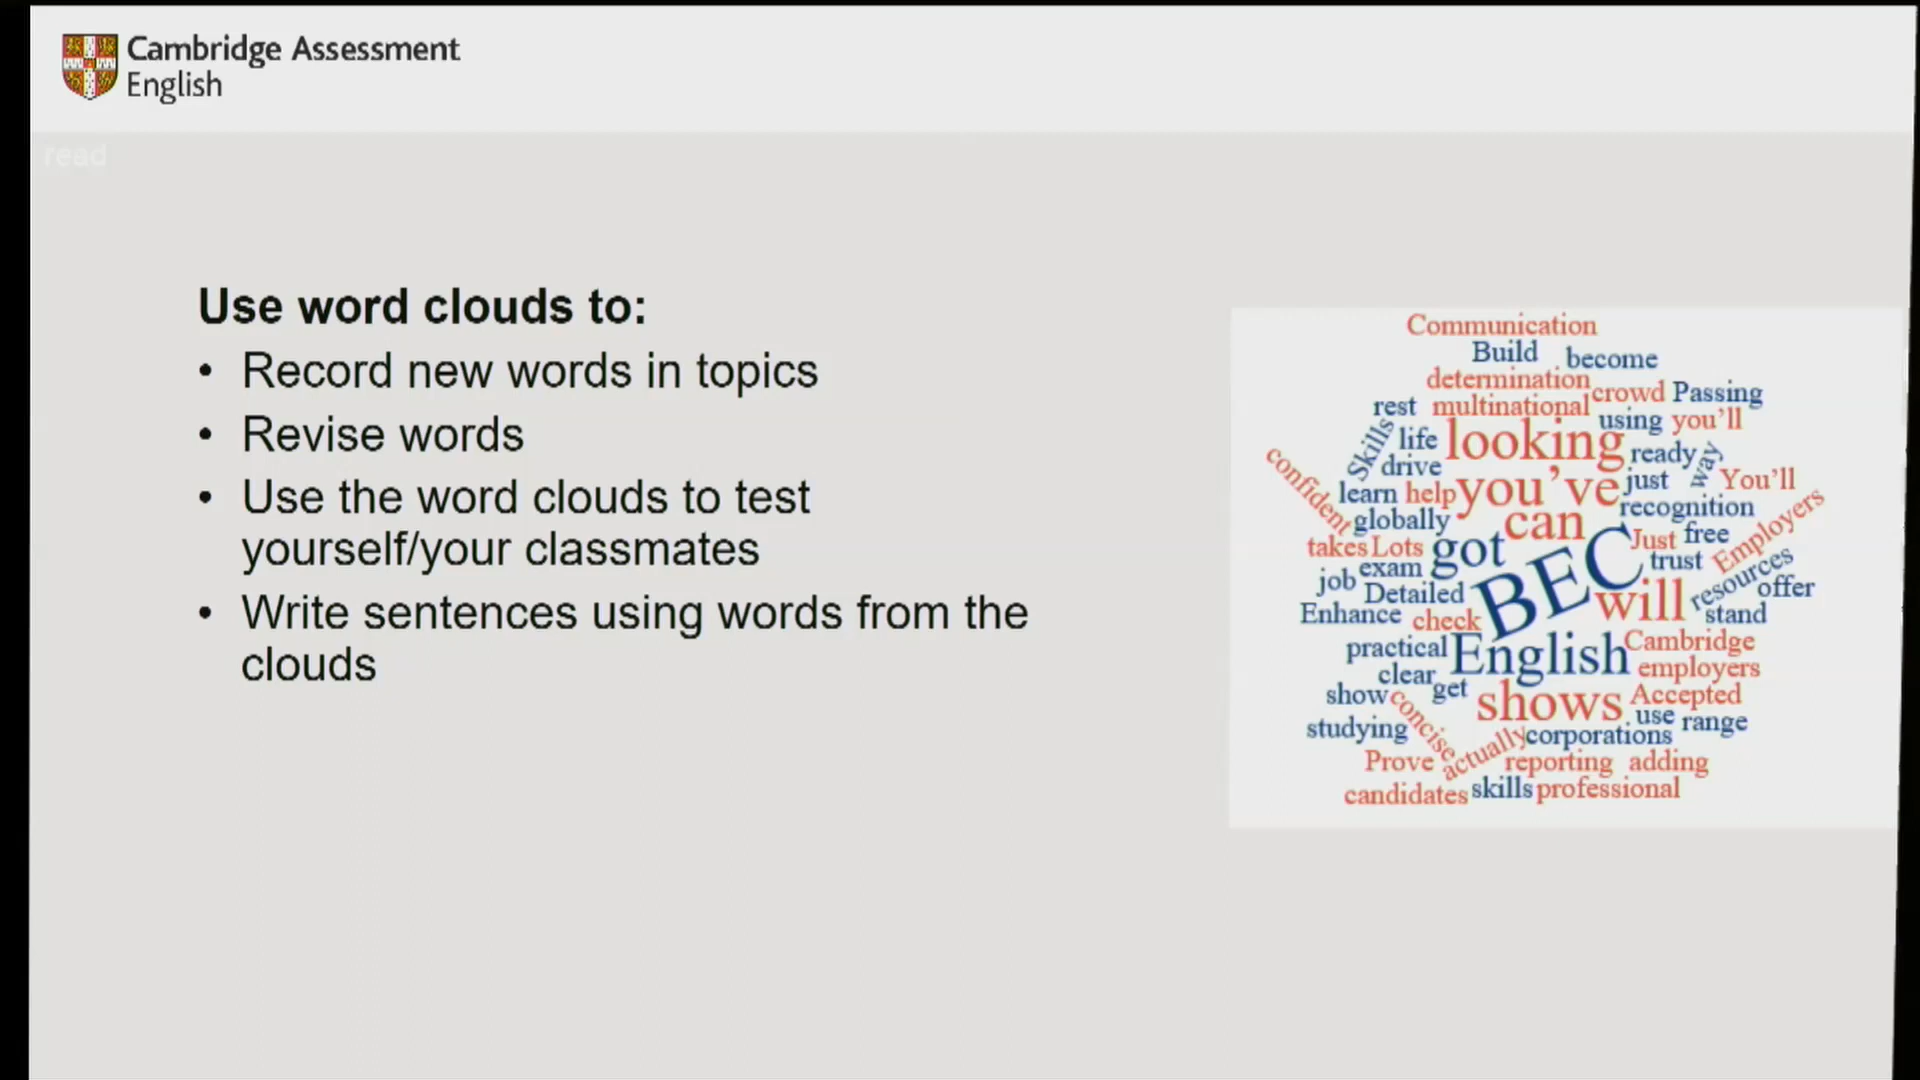 Cambridge Assessment
English
read
Use word clouds to:
• Record new words in topics
• Revise words
• Use the word clouds to test
yourself/your classmates
• Write sentences using words from the
clouds
Communication
Build become
determination crowd Passing
rest multinational using you'll
Skills life looking ready way
drive
confident learn help you've just You'll
globally can recognition
takes Lots got Just free Employers
job exam BEC trust resources
Detailed will offer
Enhance check stand
practical English Cambridge
clear employers
show get shows Accepted
concise use range
studying actually corporations
Prove reporting adding
candidates skills professional